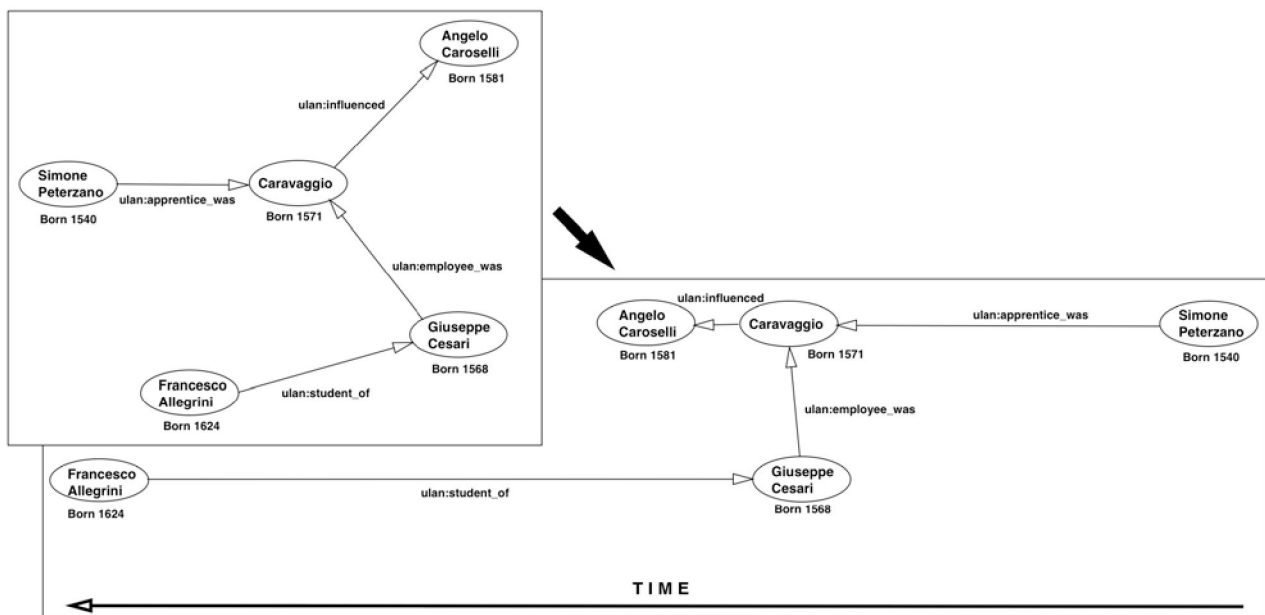 Angelo
Caroselli
Born 1581
ulan:influenced
Simone
Peterzano
Born 1540
ulan:apprentice_was
Caravaggio
Born 1571
ulan:employee_was
Giuseppe
Cesari
Born 1568
Francesco
Allegrini
Born 1624
ulan:student_of
Angelo
Caroselli
Born 1581
ulan:influenced
Caravaggio
Born 1571
ulan:apprentice_was
Simone
Peterzano
Born 1540
ulan:employee_was
Francesco
Allegrini
Born 1624
ulan:student_of
Giuseppe
Cesari
Born 1568
TIME